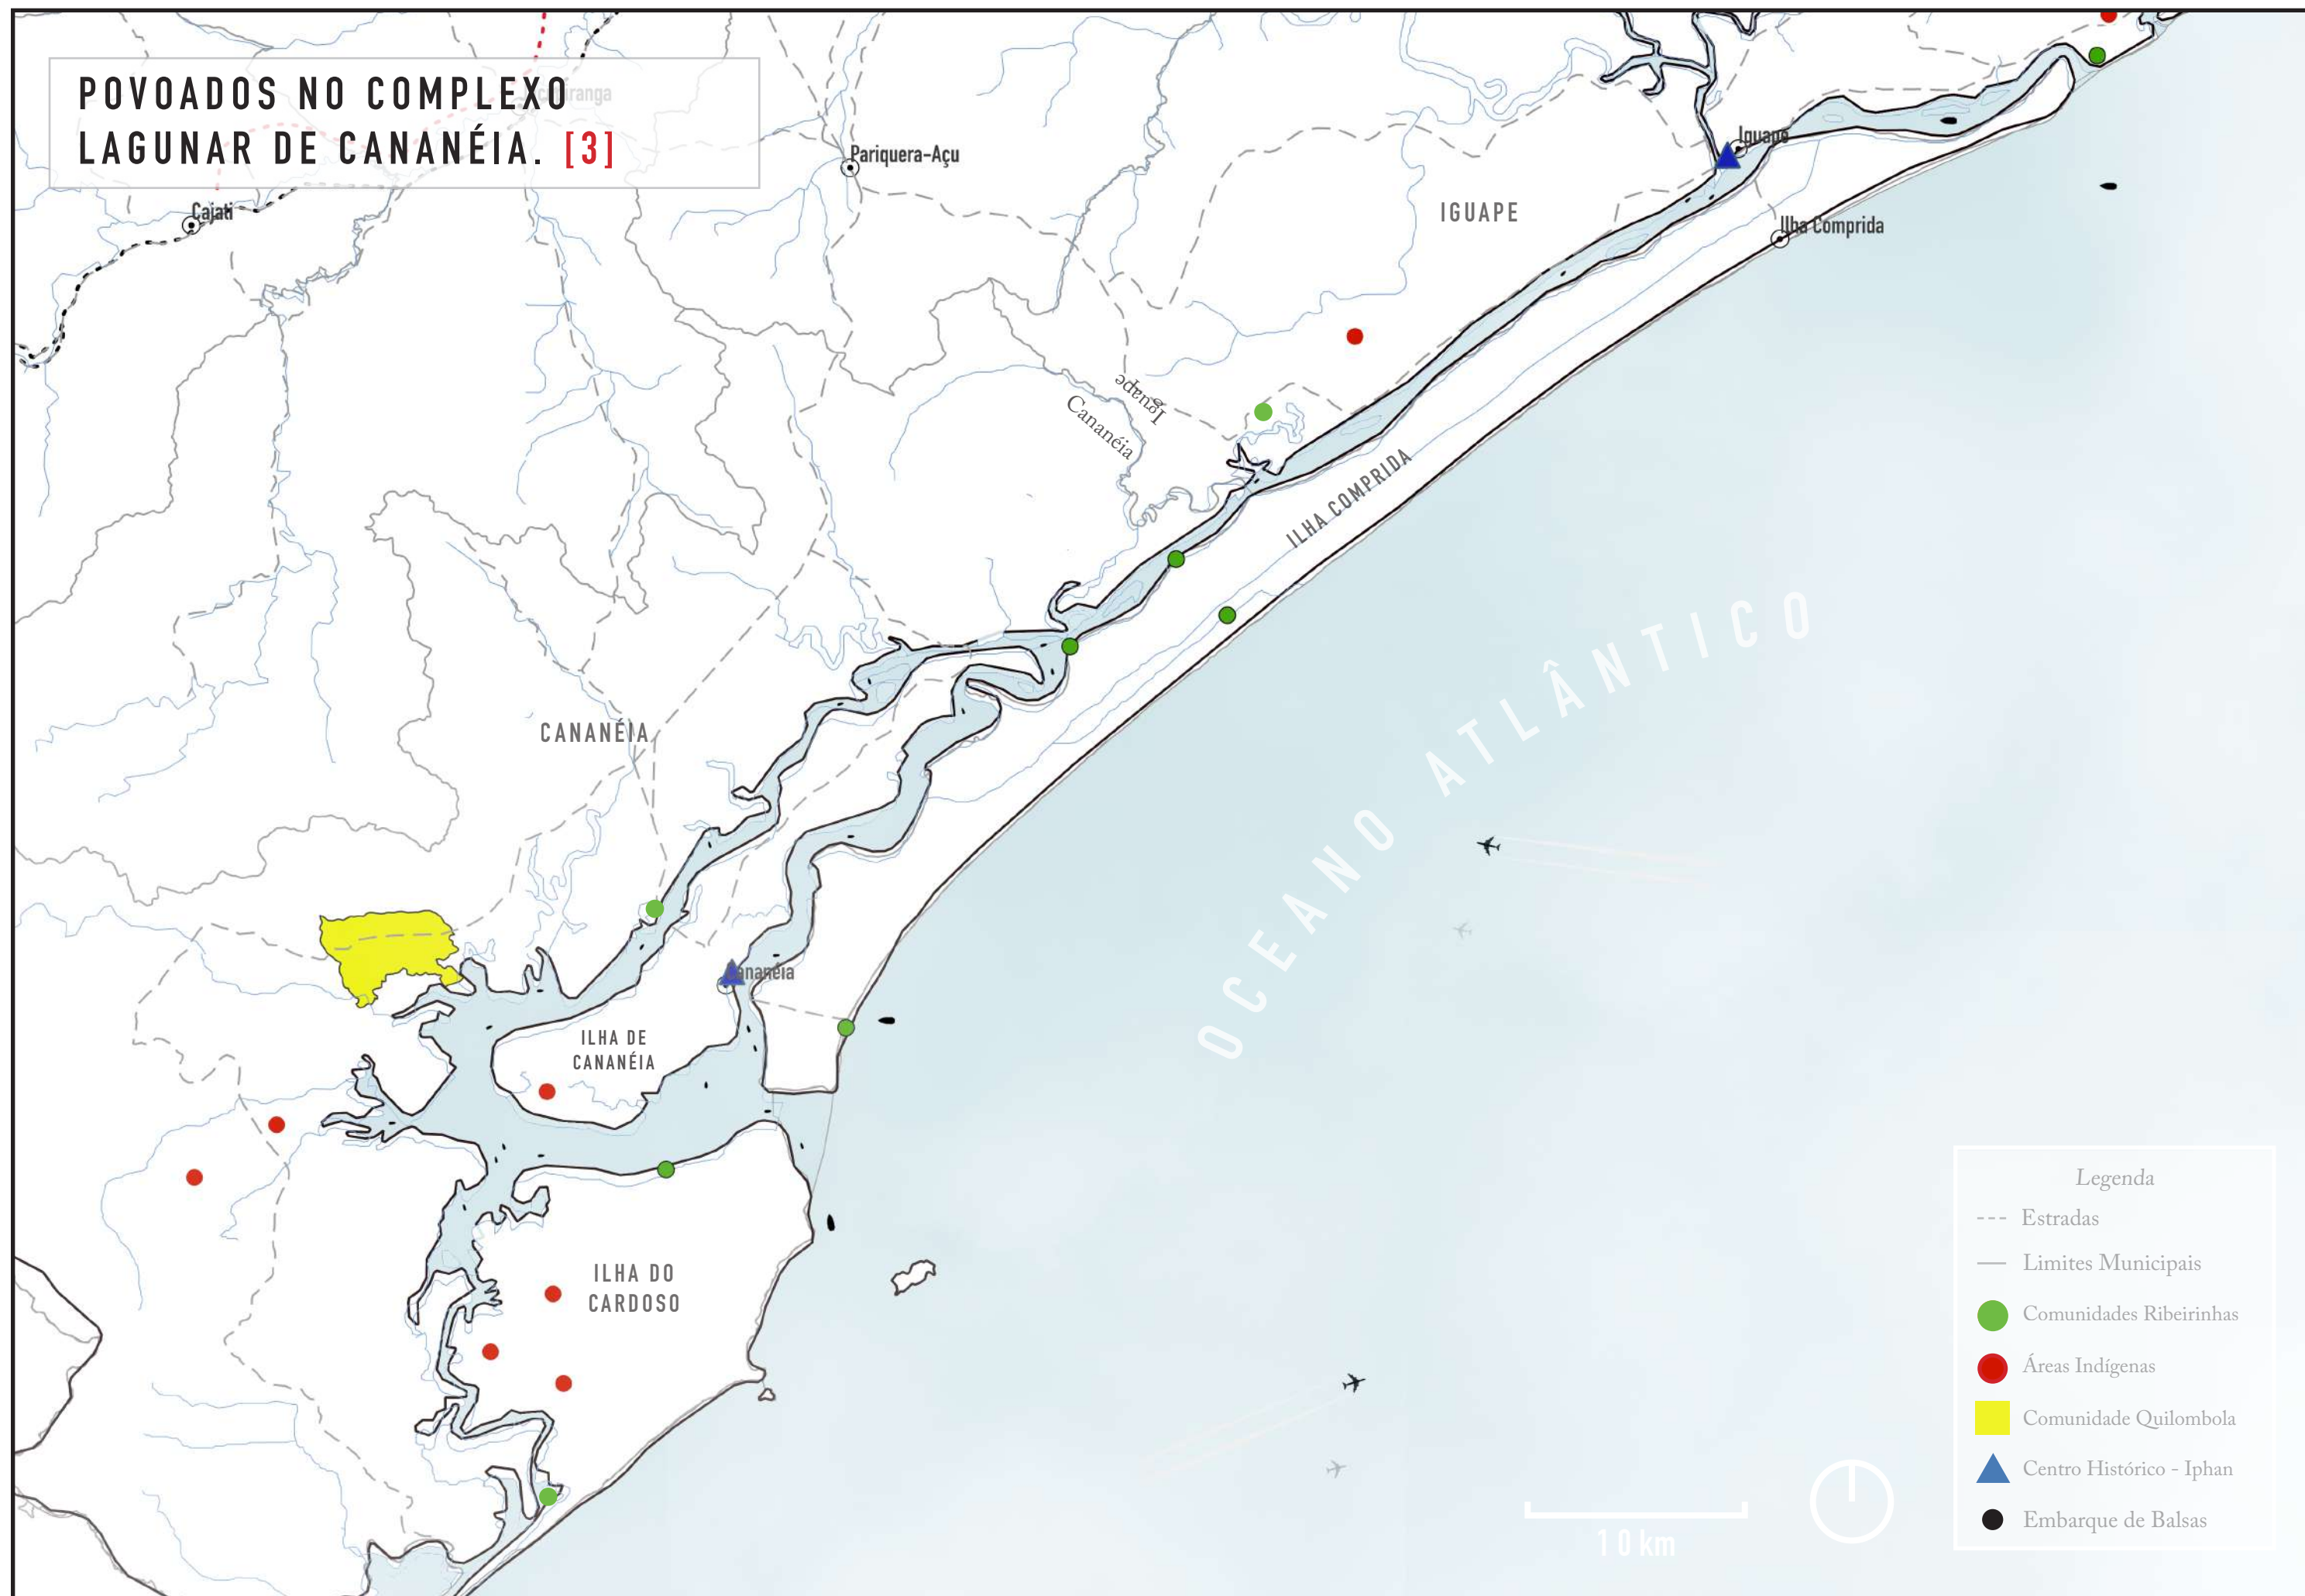 POVOADOS NO COMPLEXO
LAGUNAR DE CANANÉIA. [3]
Pariquera-Açu
Iguape
Cajati
IGUAPE
Ilha Comprida
Iguape
Cananéia
ILHA COMPRIDA
OCEANO ATLÂNTICO
CANANÉIA
Cananéia
ILHA DE
CANANÉIA
ILHA DO
CARDOSO
Legenda
Estradas
Limites Municipais
Comunidades Ribeirinhas
Áreas Indígenas
Comunidade Quilombola
Centro Histórico - Iphan
Embarque de Balsas
10 km